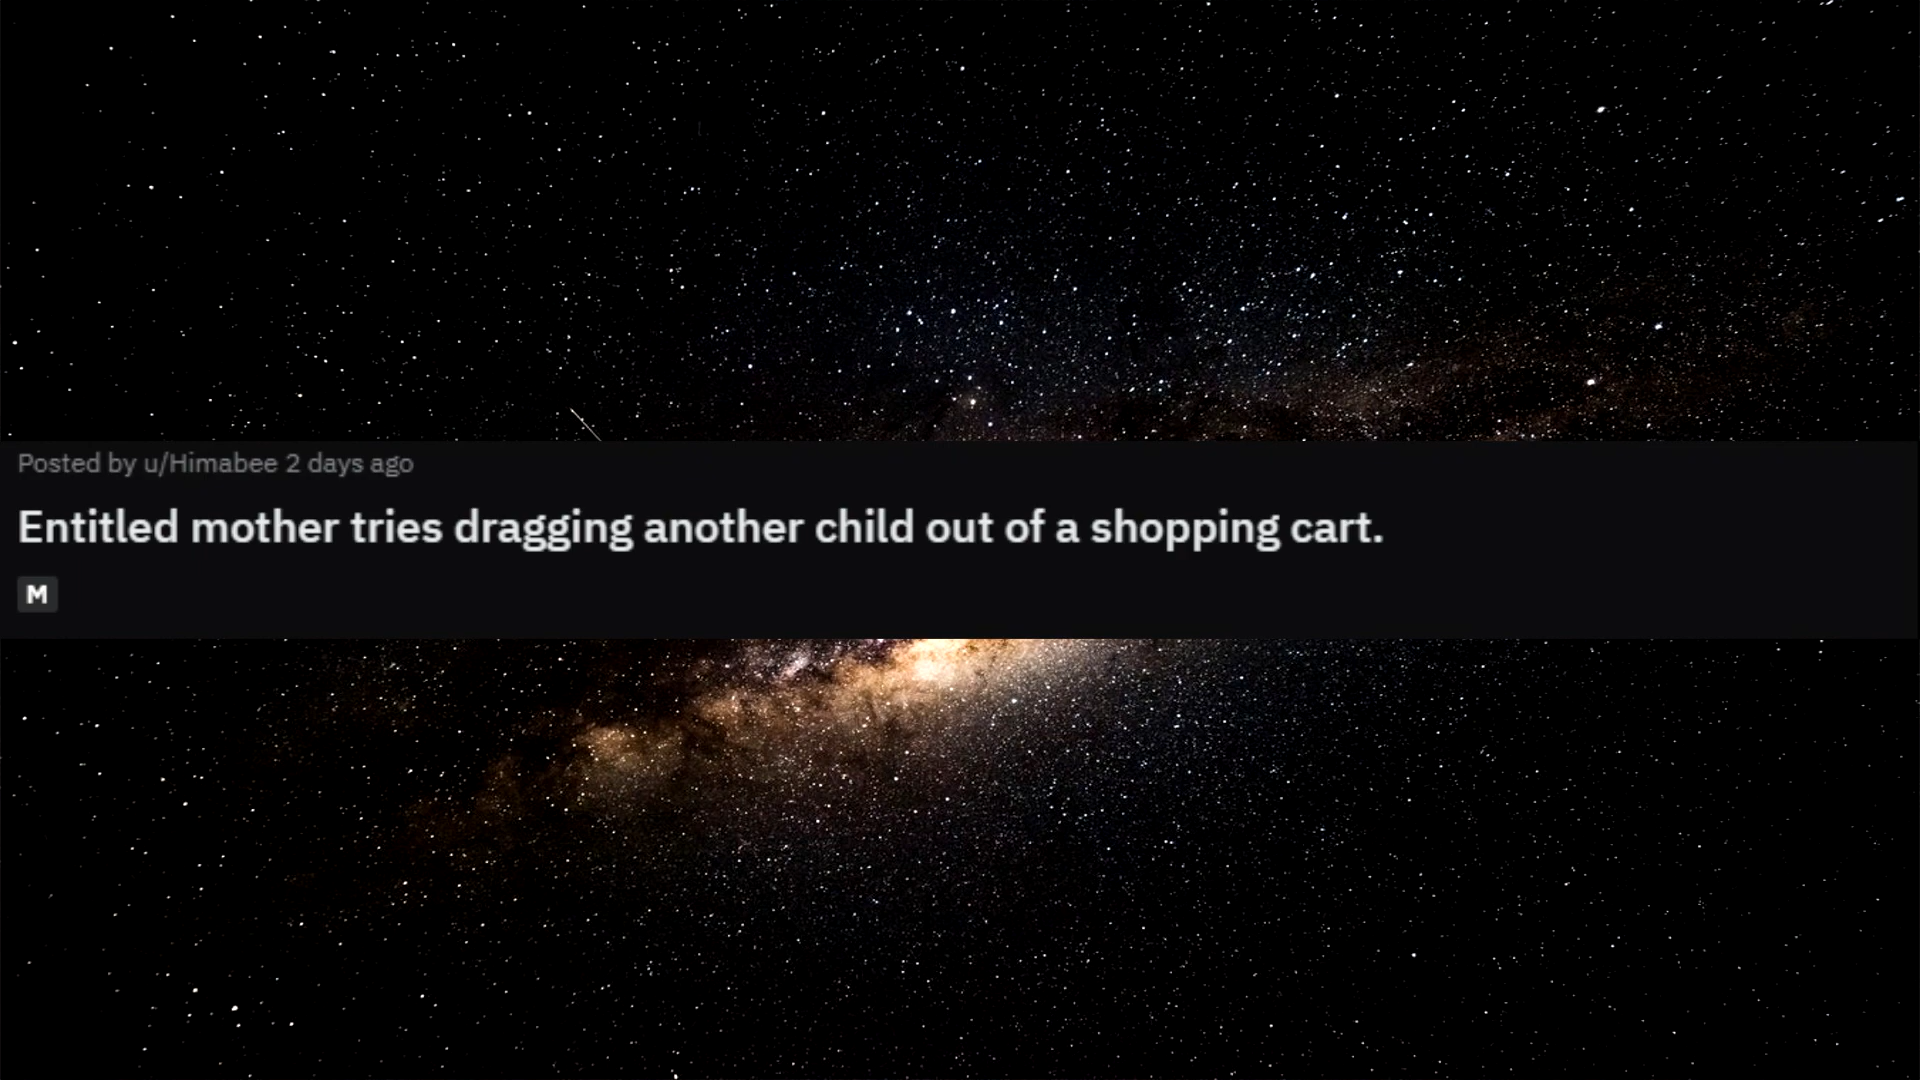 Posted by u/Himabee 2 days ago
Entitled mother tries dragging another child out of a shopping cart.
M